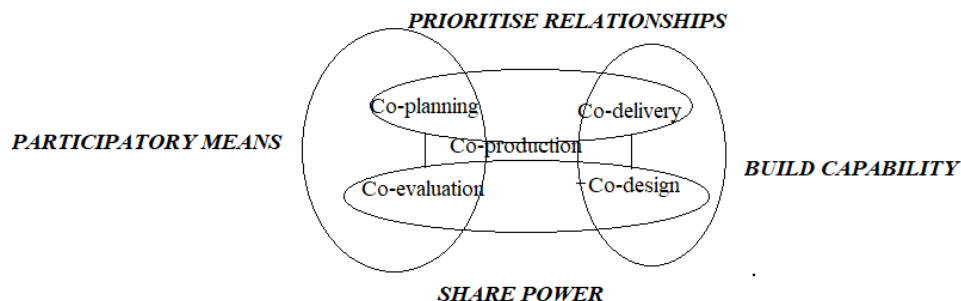 PRIORITISE RELATIONSHIPS
Co-planning
Co-delivery
PARTICIPATORY MEANS
Co-production
BUILD CAPABILITY
Co-evaluation
+Co-design
.
SHARE POWER